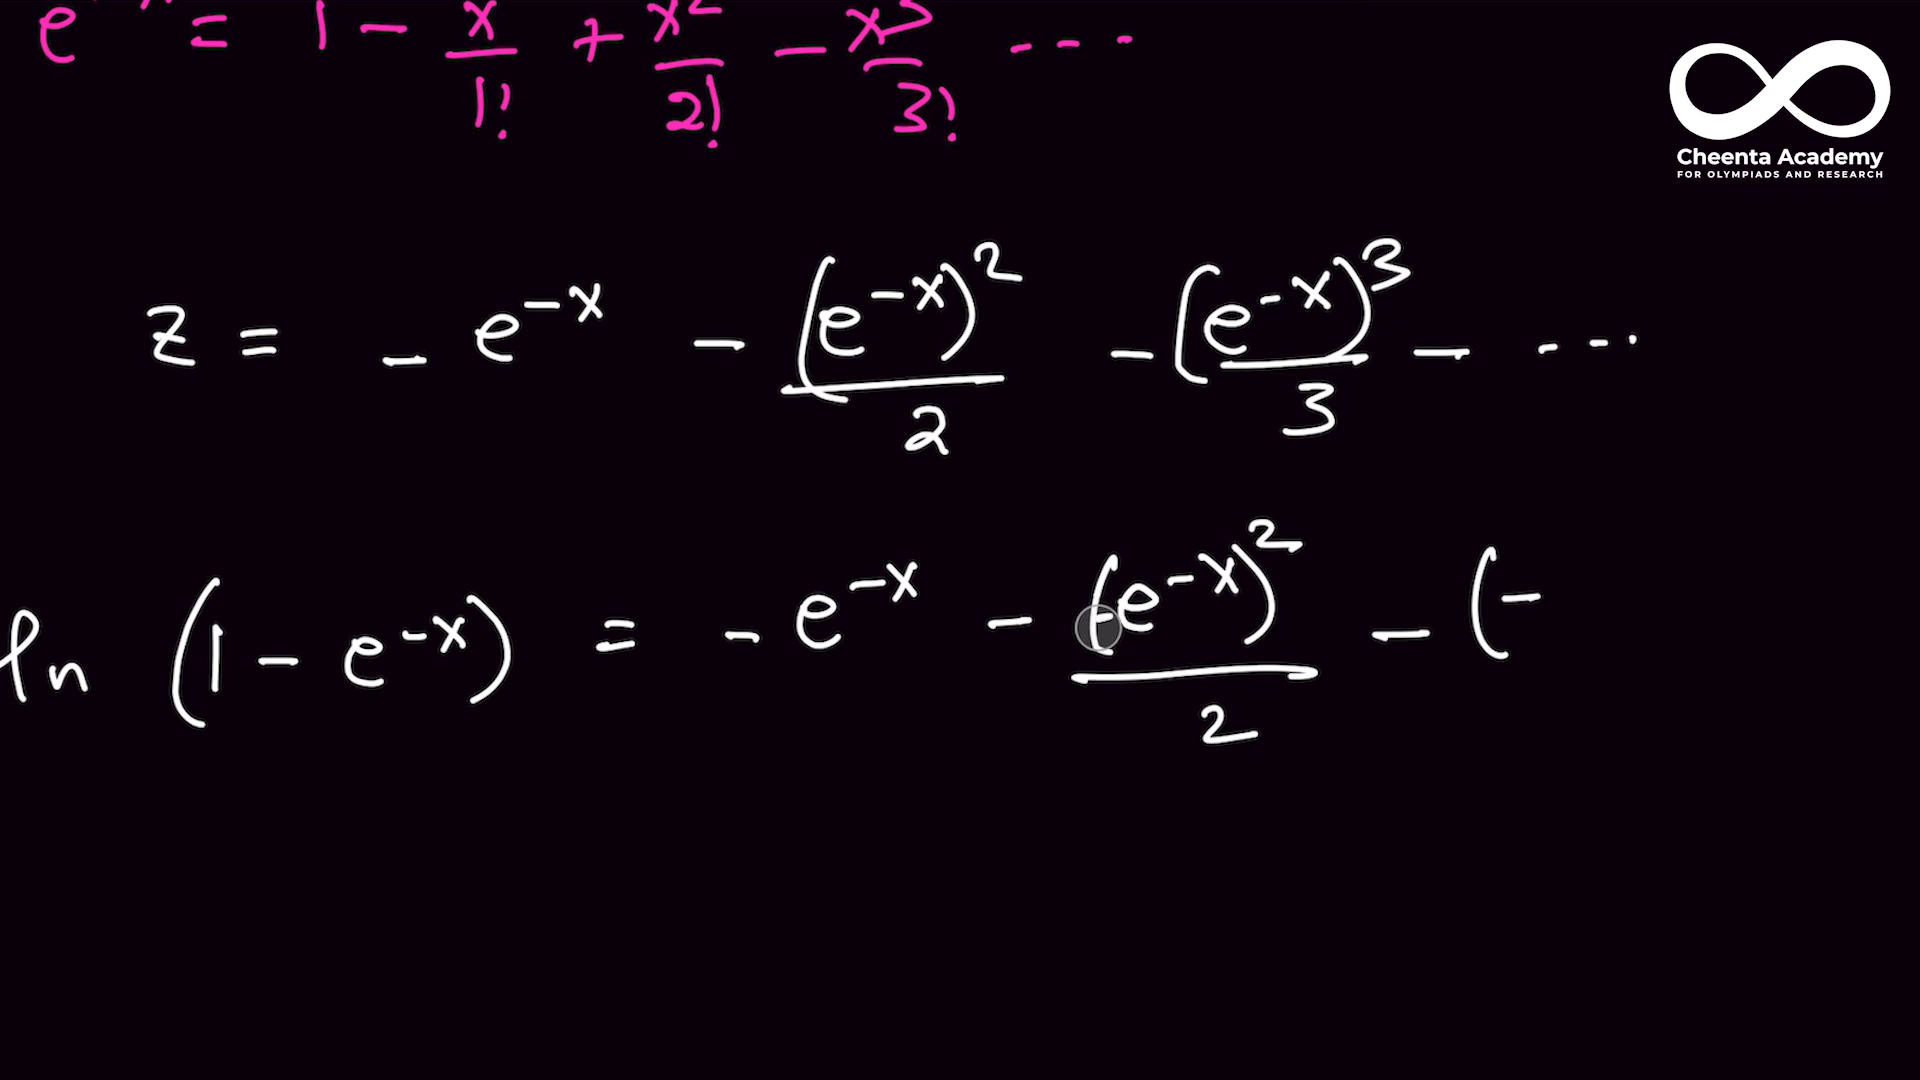 e^-x = 1 - x/1! + x^2/2! - x^3/3! ----
Cheenta Academy
FOR OLYMPIADS AND RESEARCH
z = - e^-x - (e^-x)^2/2 - (e^-x)^3/3 - ----
ln (1 - e^-x) = - e^-x - (e^-x)^2/2 - (-